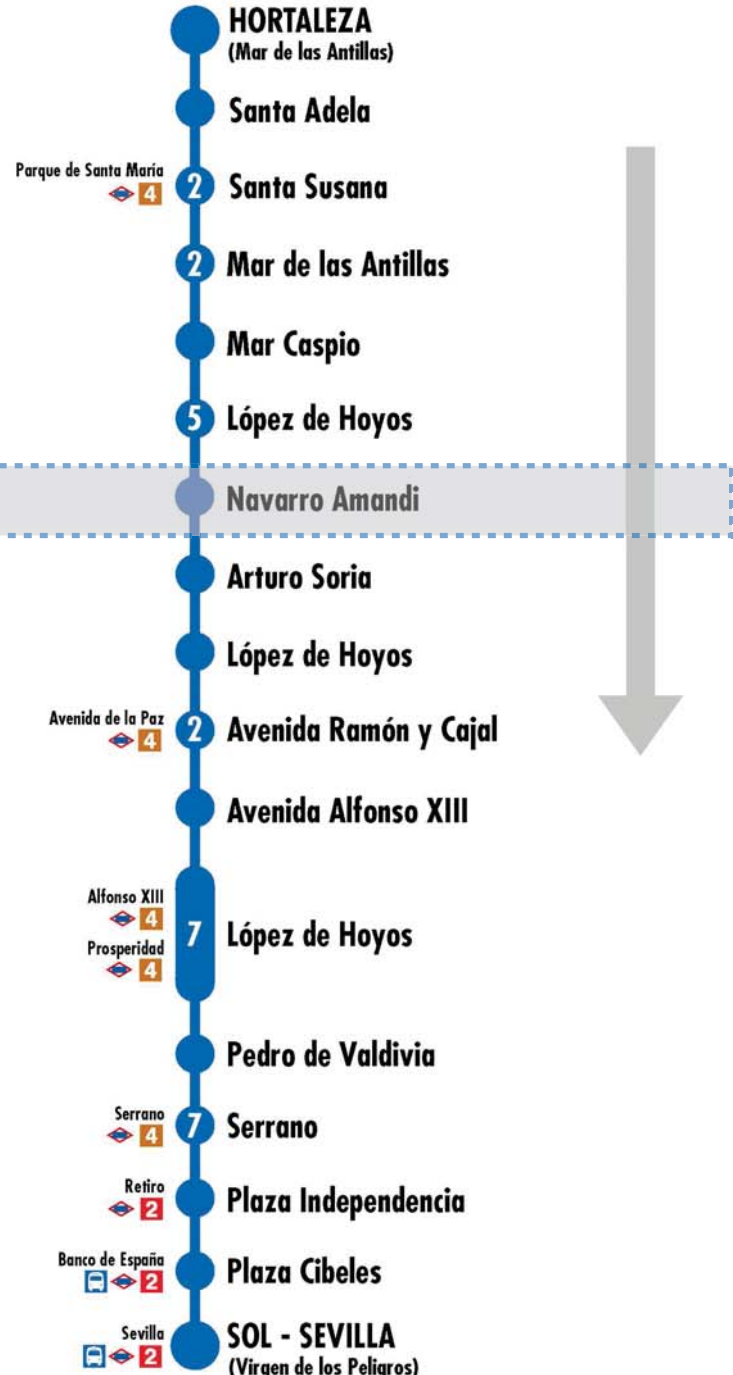 HORTALEZA
(Mar de las Antillas)
Santa Adela
Parque de Santa María
4
2
Santa Susana
2
Mar de las Antillas
Mar Caspio
5
López de Hoyos
Navarro Amandi
Arturo Soria
López de Hoyos
Avenida de la Paz
4
2
Avenida Ramón y Cajal
Avenida Alfonso XIII
Alfonso XIII
4
Prosperidad
4
7
López de Hoyos
Pedro de Valdivia
Serrano
4
7
Serrano
Retiro
2
Plaza Independencia
Banco de España
2
Plaza Cibeles
Sevilla
2
SOL - SEVILLA
(Virgen de los Peligros)